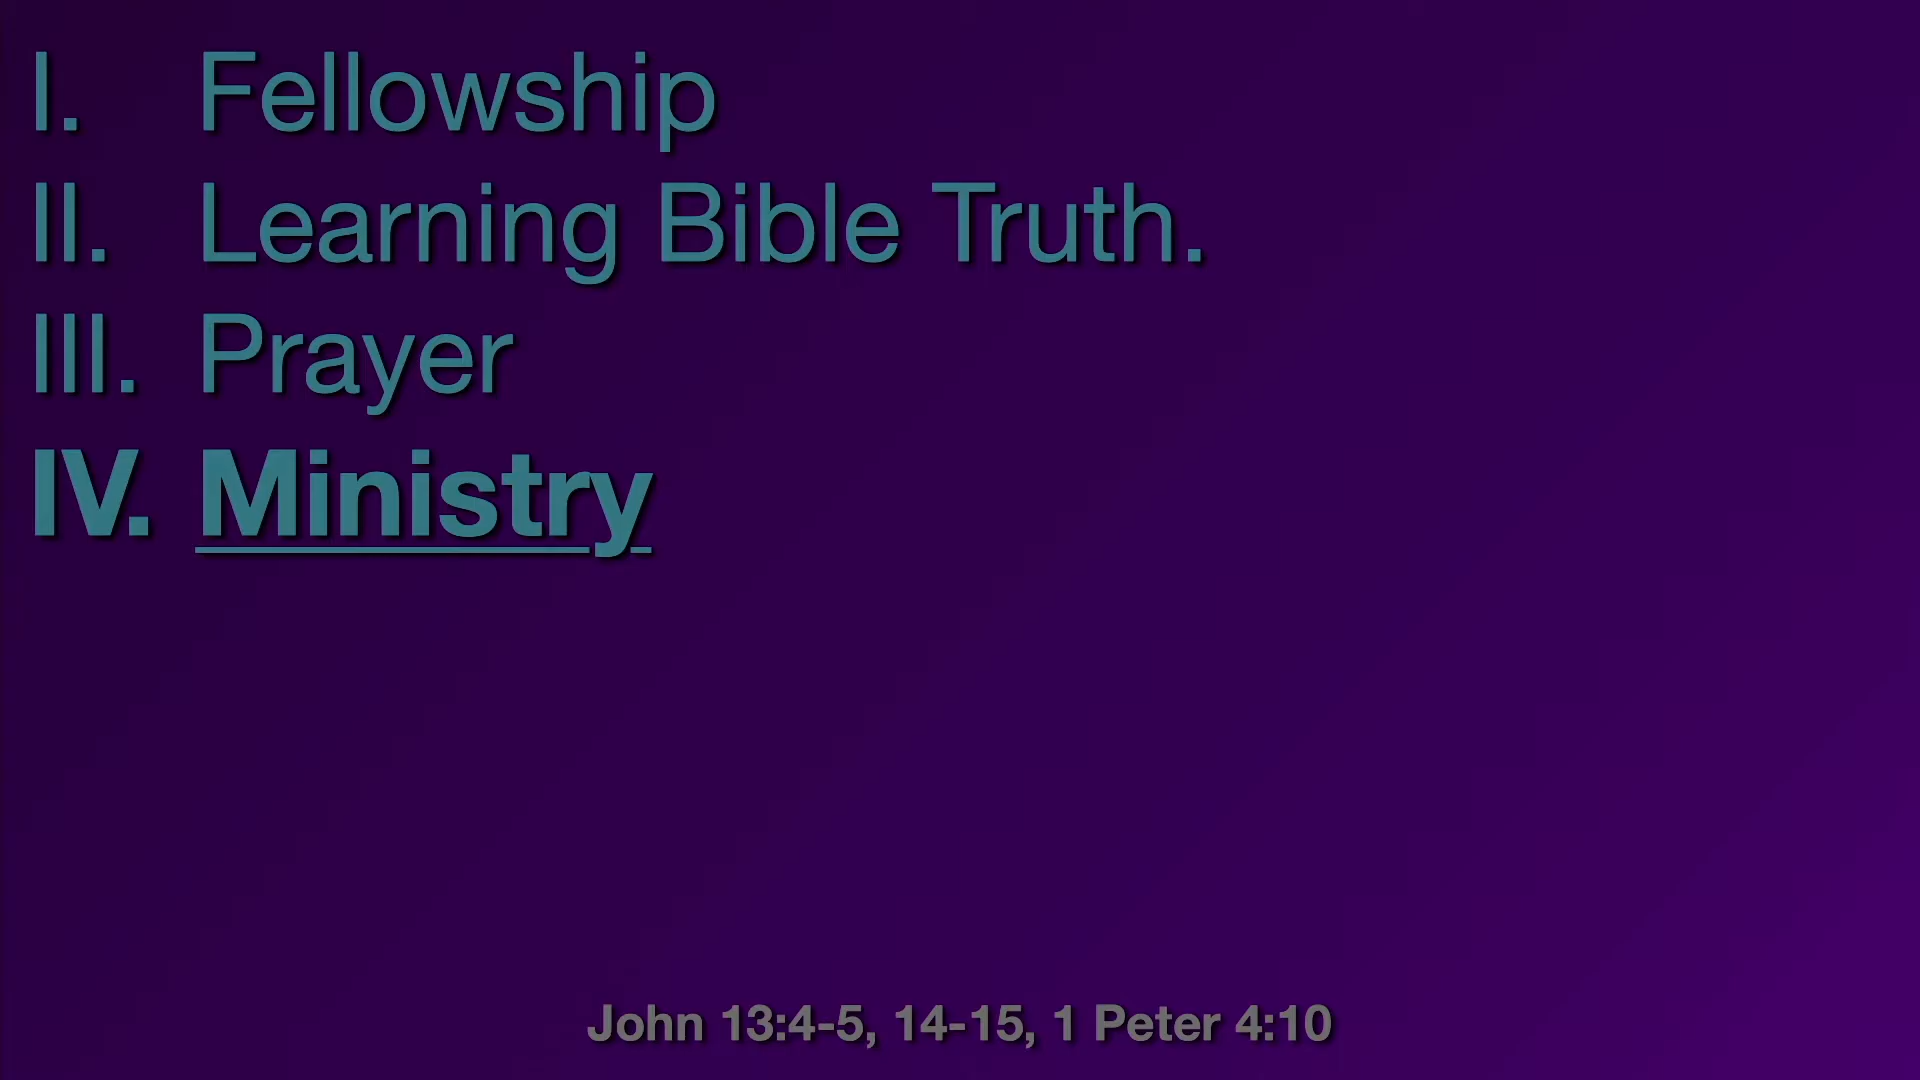 I. Fellowship
II. Learning Bible Truth.
III. Prayer
IV. Ministry
John 13:4-5, 14-15, 1 Peter 4:10